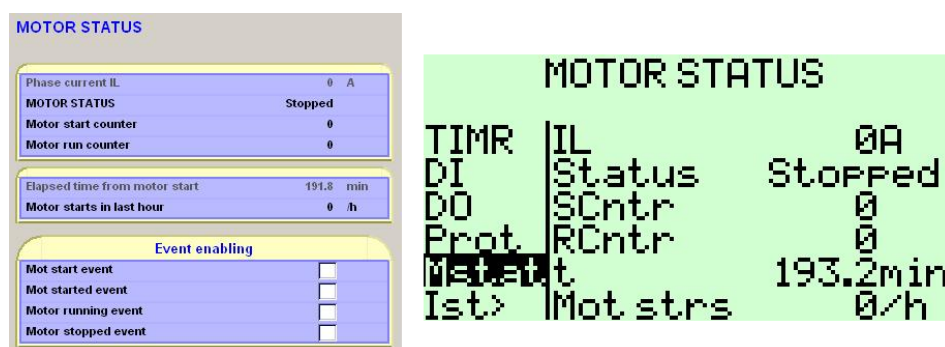 MOTOR STATUS
Phase current IL 0 A
MOTOR STATUS Stopped
Motor start counter 0
Motor run counter 0
Elapsed time from motor start 191.8 min
Motor starts in last hour 0 /h
Event enabling
Mot start event
Mot started event
Motor running event
Motor stopped event
MOTOR STATUS
TIMR IL 0A
DI Status Stopped
DO SCntr 0
Prot RCntr 0
Mstat t 193.2min
Ist> Mot strs 0/h